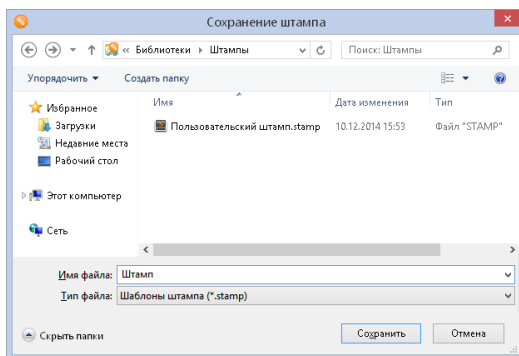 Сохранение штампа
« Библиотеки ▸ Штампы
Поиск: Штампы
Упорядочить
Создать папку
Имя
Дата изменения
Тип
Избранное
Загрузки
Недавние места
Рабочий стол
Этот компьютер
Сеть
Пользовательский штамп.stamp
10.12.2014 15:53
Файл "STAMP"
Имя файла: Штамп
Тип файла: Шаблоны штампа (*.stamp)
Скрыть папки
Сохранить
Отмена